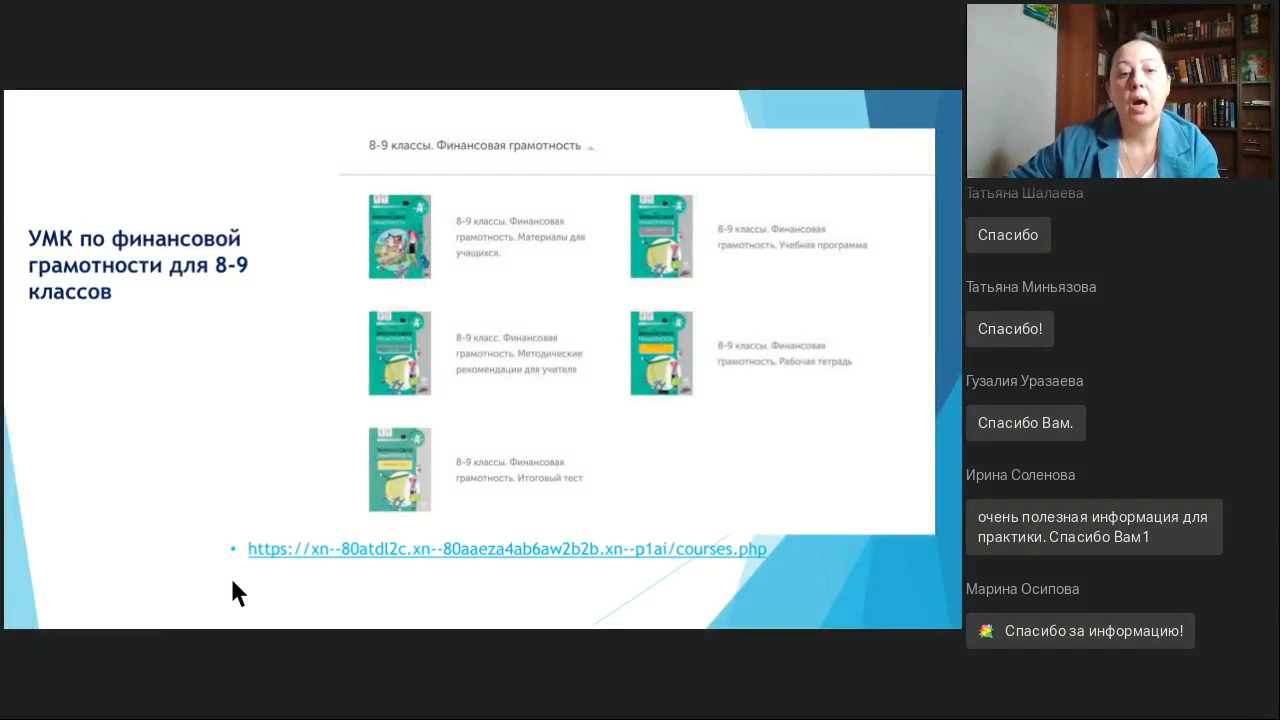 УМК по финансовой
грамотности для 8-9
классов
8-9 классы. Финансовая грамотность
8-9 классы. Финансовая
грамотность. Материалы для
учащихся.
8-9 классы. Финансовая
грамотность. Учебная программа
8-9 класс. Финансовая
грамотность. Методические
рекомендации для учителя
8-9 классы. Финансовая
грамотность. Рабочая тетрадь
8-9 классы. Финансовая
грамотность. Итоговый тест
• https://xn--80atdl2c.xn--80aaeza4ab6aw2b2b.xn--p1ai/courses.php
Татьяна Шалаева
Спасибо
Татьяна Миньязова
Спасибо!
Гузалия Уразаева
Спасибо Вам.
Ирина Соленова
очень полезная информация для
практики. Спасибо Вам1
Марина Осипова
Спасибо за информацию!